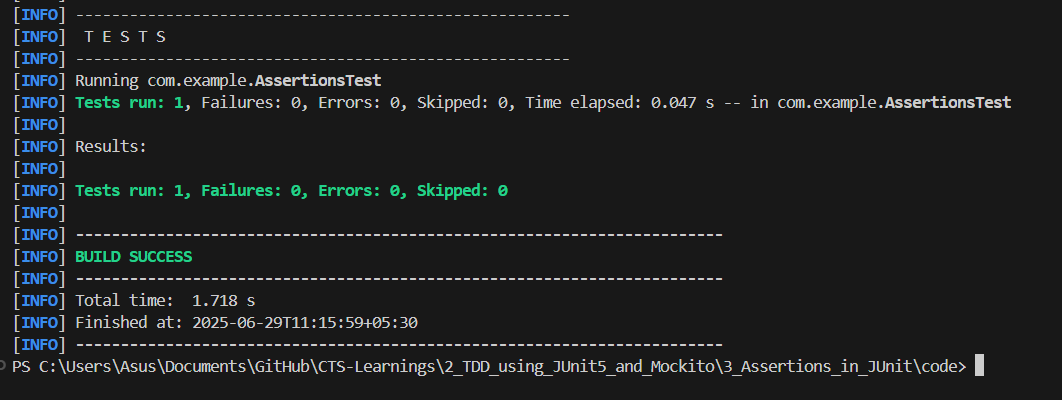 [INFO] -------------------------------------------------------
[INFO]  T E S T S
[INFO] -------------------------------------------------------
[INFO] Running com.example.AssertionsTest
[INFO] Tests run: 1, Failures: 0, Errors: 0, Skipped: 0, Time elapsed: 0.047 s -- in com.example.AssertionsTest
[INFO]
[INFO] Results:
[INFO]
[INFO] Tests run: 1, Failures: 0, Errors: 0, Skipped: 0
[INFO]
[INFO] ------------------------------------------------------------------------
[INFO] BUILD SUCCESS
[INFO] ------------------------------------------------------------------------
[INFO] Total time:  1.718 s
[INFO] Finished at: 2025-06-29T11:15:59+05:30
[INFO] ------------------------------------------------------------------------
PS C:\Users\Asus\Documents\GitHub\CTS-Learnings\2_TDD_using_JUnit5_and_Mockito\3_Assertions_in_JUnit\code>